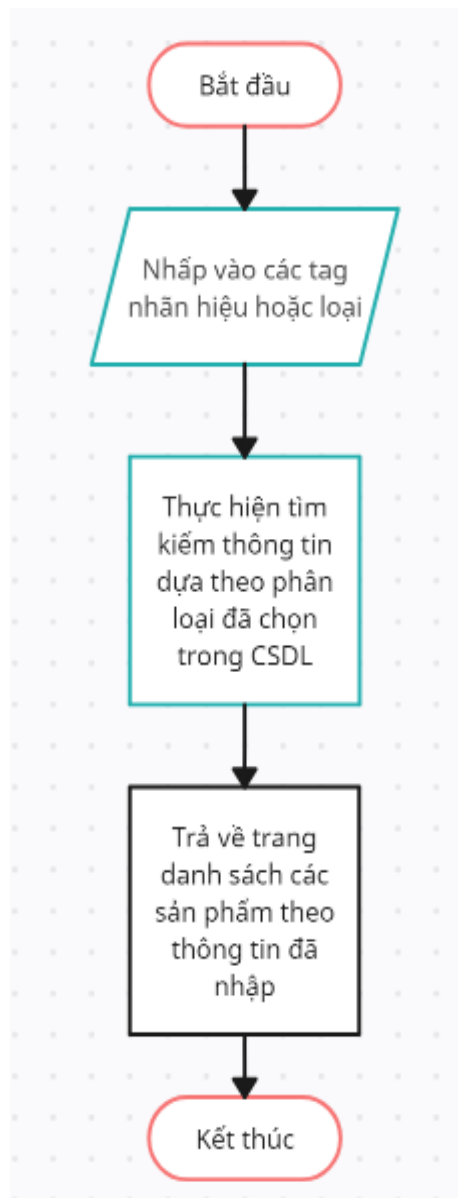 Bắt đầu
Nhấp vào các tag
nhãn hiệu hoặc loại
Thực hiện tìm
kiếm thông tin
dựa theo phân
loại đã chọn
trong CSDL
Trả về trang
danh sách các
sản phẩm theo
thông tin đã
nhập
Kết thúc